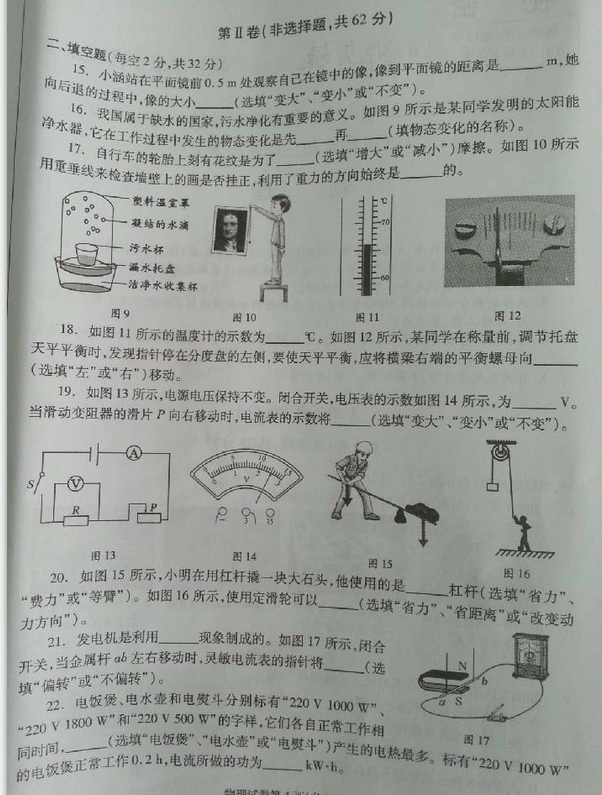 第Ⅱ卷(非选择题,共62分)
二、填空题(每空2分,共32分)
15. 小涵站在平面镜前0.5 m处观察自己在镜中的像,像到平面镜的距离是______m,她
向后退的过程中,像的大小______(选填“变大”、“变小”或“不变”)。
16. 我国属于缺水的国家,污水净化有重要的意义。如图9所示是某同学发明的太阳能
净水器,它在工作过程中发生的物态变化是先______再______(填物态变化的名称)。
17. 自行车的轮胎上刻有花纹是为了______(选填“增大”或“减小”)摩擦。如图10所示
用重垂线来检查墙壁上的画是否挂正,利用了重力的方向始终是______的。
塑料温室罩
凝结的水滴
污水杯
漏水托盘
洁净水收集杯
℃
70
60
图9
图10
图11
图12
18. 如图11所示的温度计的示数为______℃。如图12所示,某同学在称量前,调节托盘
天平平衡时,发现指针停在分度盘的左侧,要使天平平衡,应将横梁右端的平衡螺母向______
(选填“左”或“右”)移动。
19. 如图13所示,电源电压保持不变。闭合开关,电压表的示数如图14所示,为______V。
当滑动变阻器的滑片P向右移动时,电流表的示数将______(选填“变大”、“变小”或“不变”)。
S
A
V
R
P
0 5 10 15
0 1 2 3
V
- 3 15
图13
图14
图15
图16
20. 如图15所示,小明在用杠杆撬一块大石头,他使用的是______杠杆(选填“省力”、
“费力”或“等臂”)。如图16所示,使用定滑轮可以______(选填“省力”、“省距离”或“改变动
力方向”)。
21. 发电机是利用______现象制成的。如图17所示,闭合
开关,当金属杆ab左右移动时,灵敏电流表的指针将______(选
填“偏转”或“不偏转”)。
N
S
a
b
图17
22. 电饭煲、电水壶和电熨斗分别标有“220 V 1000 W”、
“220 V 1800 W”和“220 V 500 W”的字样,它们各自正常工作相
同时间,______(选填“电饭煲”、“电水壶”或“电熨斗”)产生的电热最多。标有“220 V 1000 W”
的电饭煲正常工作0.2 h,电流所做的功为______kW·h。